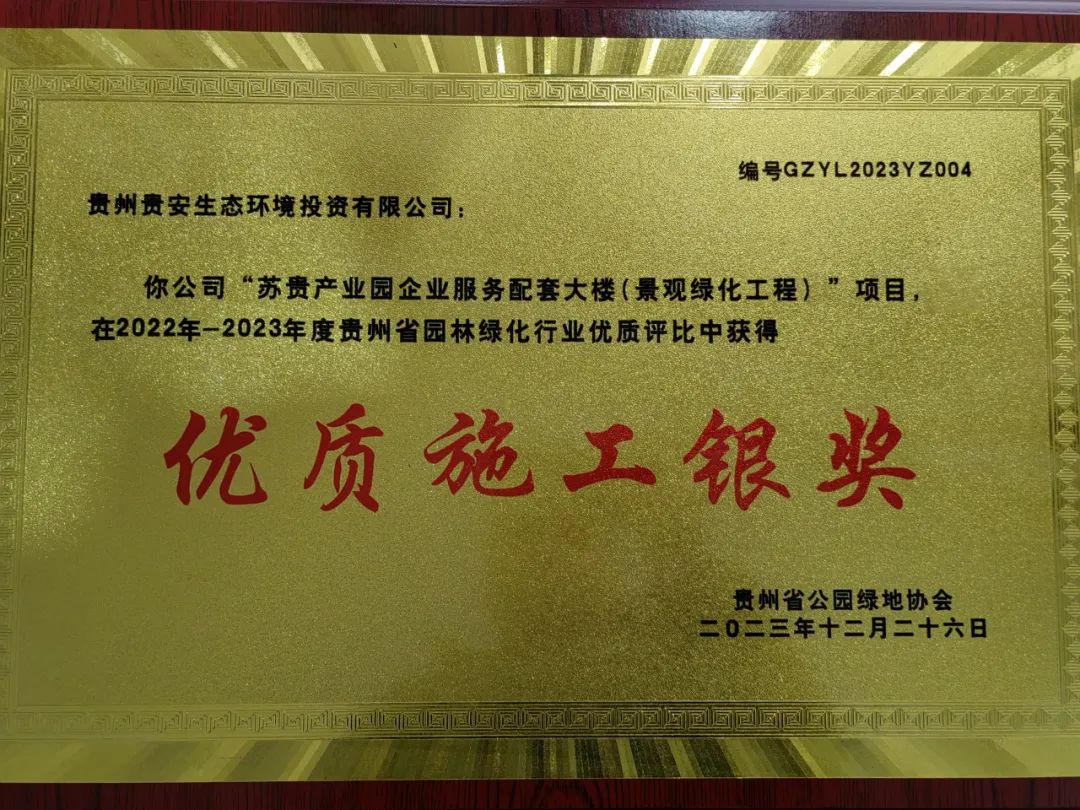 编号GZYL2023YZ004
贵州贵安生态环境投资有限公司：
你公司“苏贵产业园企业服务配套大楼（景观绿化工程）”项目，
在2022年-2023年度贵州省园林绿化行业优质评比中获得
优质施工银奖
贵州省公园绿地协会
二0二三年十二月二十六日